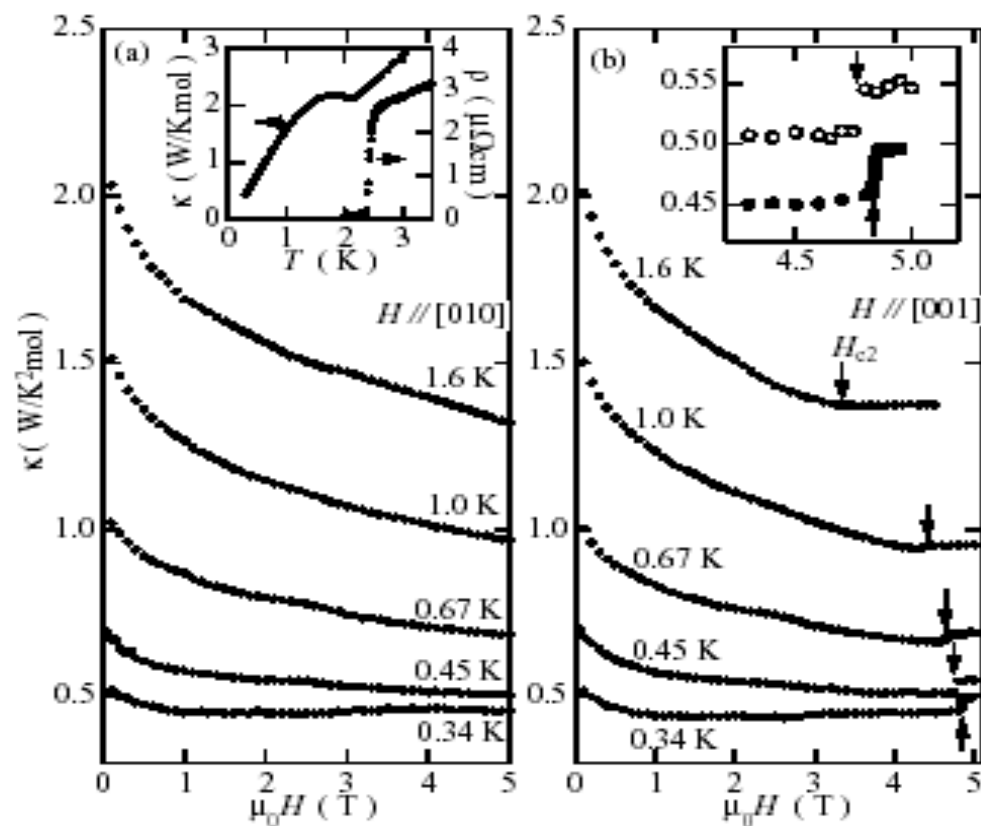 κ ( W/K²mol )
2.5
2.0
1.5
1.0
0.5
(a)
κ ( W/Kmol )
3
2
1
0
4
3
2
1
0
ρ ( μΩcm )
0 1 2 3
T ( K )
H // [010]
1.6 K
1.0 K
0.67 K
0.45 K
0.34 K
0 1 2 3 4 5
μ₀H ( T )
(b)
0.55
0.50
0.45
4.5 5.0
1.6 K
H // [001]
Hc2
1.0 K
0.67 K
0.45 K
0.34 K
0 1 2 3 4 5
μ₀H ( T )